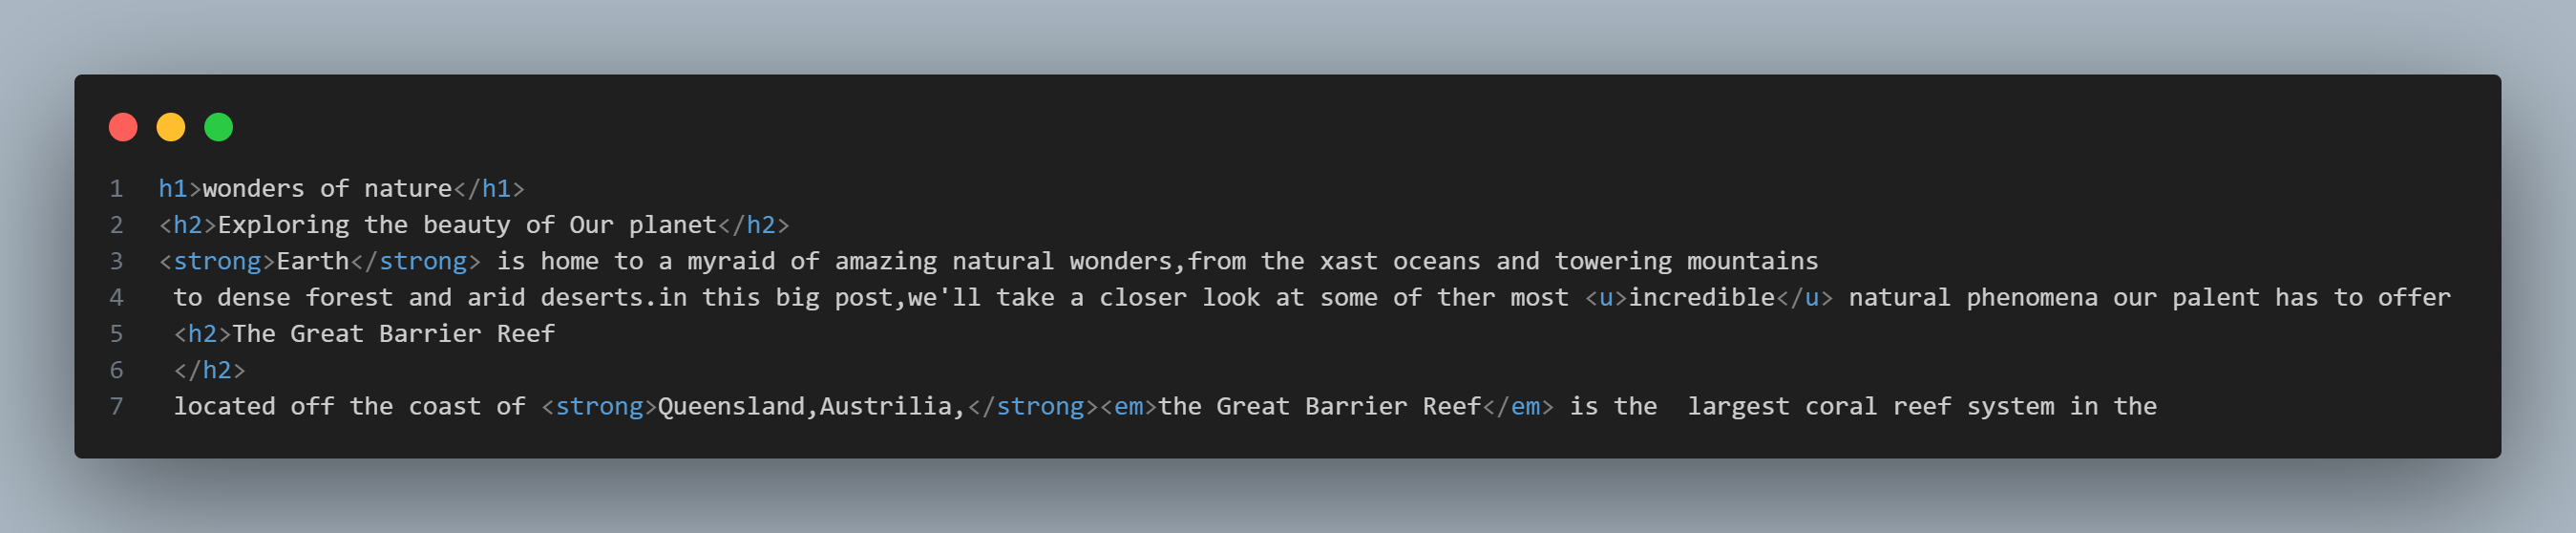 1 h1>wonders of nature</h1>
2 <h2>Exploring the beauty of Our planet</h2>
3 <strong>Earth</strong> is home to a myraid of amazing natural wonders,from the xast oceans and towering mountains
4 to dense forest and arid deserts.in this big post,we'll take a closer look at some of ther most <u>incredible</u> natural phenomena our palent has to offer
5 <h2>The Great Barrier Reef
6 </h2>
7 located off the coast of <strong>Queensland,Austrilia,</strong><em>the Great Barrier Reef</em> is the  largest coral reef system in the